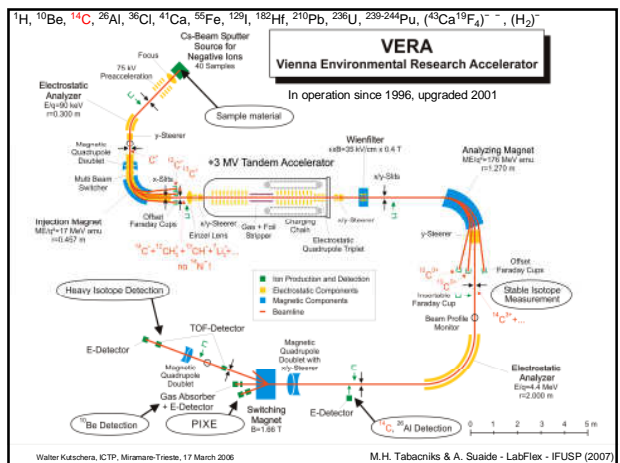 ¹H, ¹⁰Be, ¹⁴C, ²⁶Al, ³⁶Cl, ⁴¹Ca, ⁵⁵Fe, ¹²⁹I, ¹⁸²Hf, ²¹⁰Pb, ²³⁶U, ²³⁹⁻²⁴⁴Pu, (⁴³Ca¹⁹F₄)⁻ ⁻, (H₂)⁻
VERA
Vienna Environmental Research Accelerator
In operation since 1996, upgraded 2001
Cs-Beam Sputter
Source for
Negative Ions
40 Samples
Focus
75 kV
Preacceleration
Electrostatic
Analyzer
E/q=90 keV
r=0.300 m
Sample material
y-Steerer
Magnetic
Quadrupole
Doublet
Multi Beam
Switcher
Injection Magnet
ME/q²=17 MeV amu
r=0.457 m
C⁻
x-Slits
¹²C⁻
¹³C⁻
Offset
Faraday Cups
Einzel Lens
x/y-Steerer
+3 MV Tandem Accelerator
Gas + Foil
Stripper
Charging
Chain
Electrostatic
Quadrupole Triplet
x/y-Steerer
Wienfilter
x/y-Slits
Analyzing Magnet
ME/q²=176 MeV amu
r=1.270 m
y-Steerer
no ¹⁴N⁻!
Ion Production and Detection
Electrostatic Components
Magnetic Components
Beamline
Offset
Faraday Cups
¹²C³⁺
¹³C³⁺
Insertable
Faraday Cup
Stable Isotope
Measurement
Beam Profile
Monitor
¹⁴C³⁺+...
Heavy Isotope Detection
TOF-Detector
E-Detector
Magnetic
Quadrupole
Doublet
Gas Absorber
+ E-Detector
¹⁰Be Detection
PIXE
Switching
Magnet
B=1.66 T
Magnetic
Quadrupole
Doublet with
x/y-Steerer
E-Detector
¹⁴C, ²⁶Al Detection
Electrostatic
Analyzer
E/q=4.4 MeV
R=2.000 m
0 1 2 3 4 5 m
Walter Kutschera, ICTP, Miramare-Trieste, 17 March 2006
M.H. Tabacniks & A. Suaide - LabFlex - IFUSP (2007)